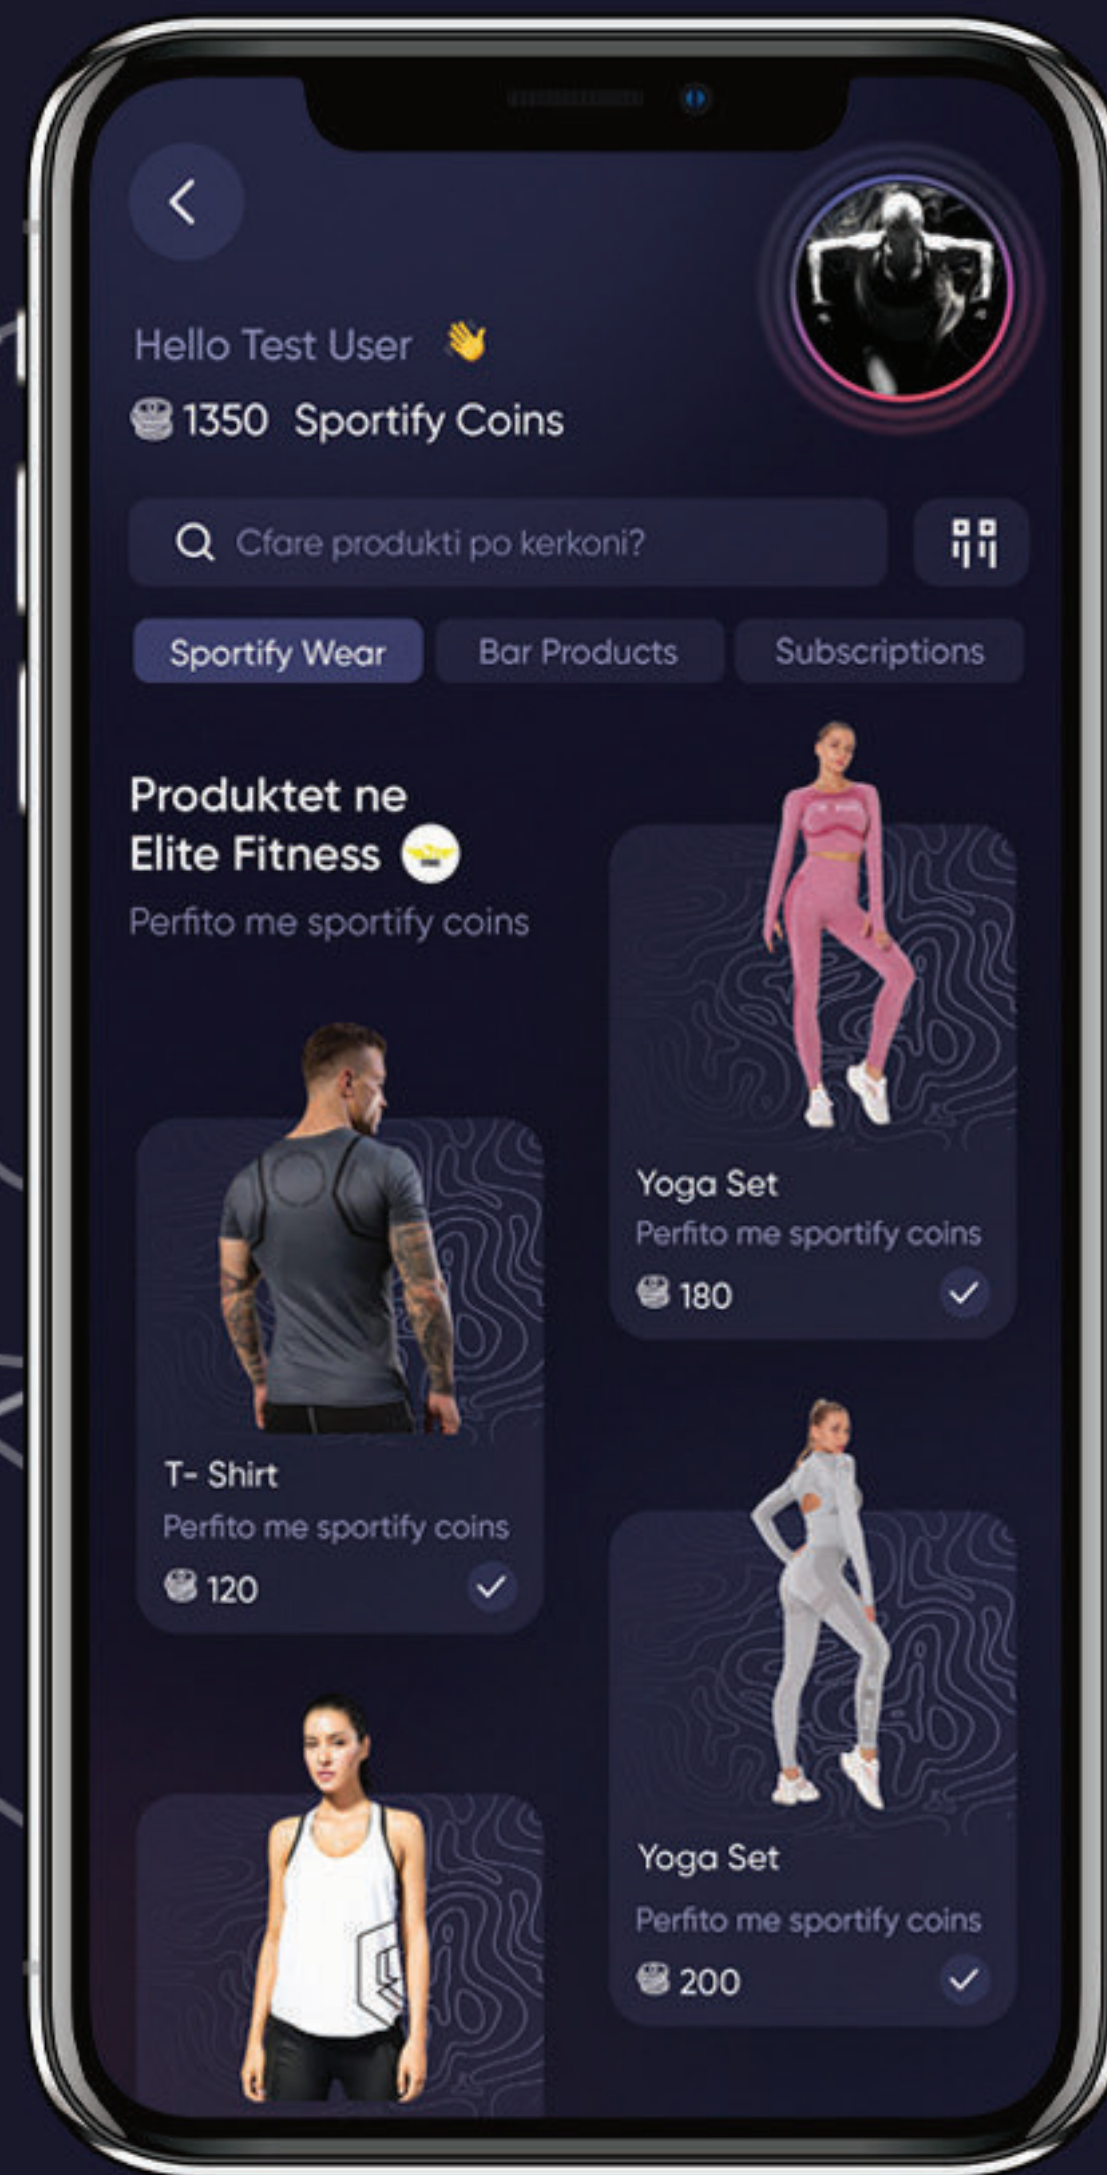 Hello Test User 👋
1350 Sportify Coins
Cfare produkti po kerkoni?
Sportify Wear
Bar Products
Subscriptions
Produktet ne
Elite Fitness
Perfito me sportify coins
Yoga Set
Perfito me sportify coins
180
T- Shirt
Perfito me sportify coins
120
Yoga Set
Perfito me sportify coins
200